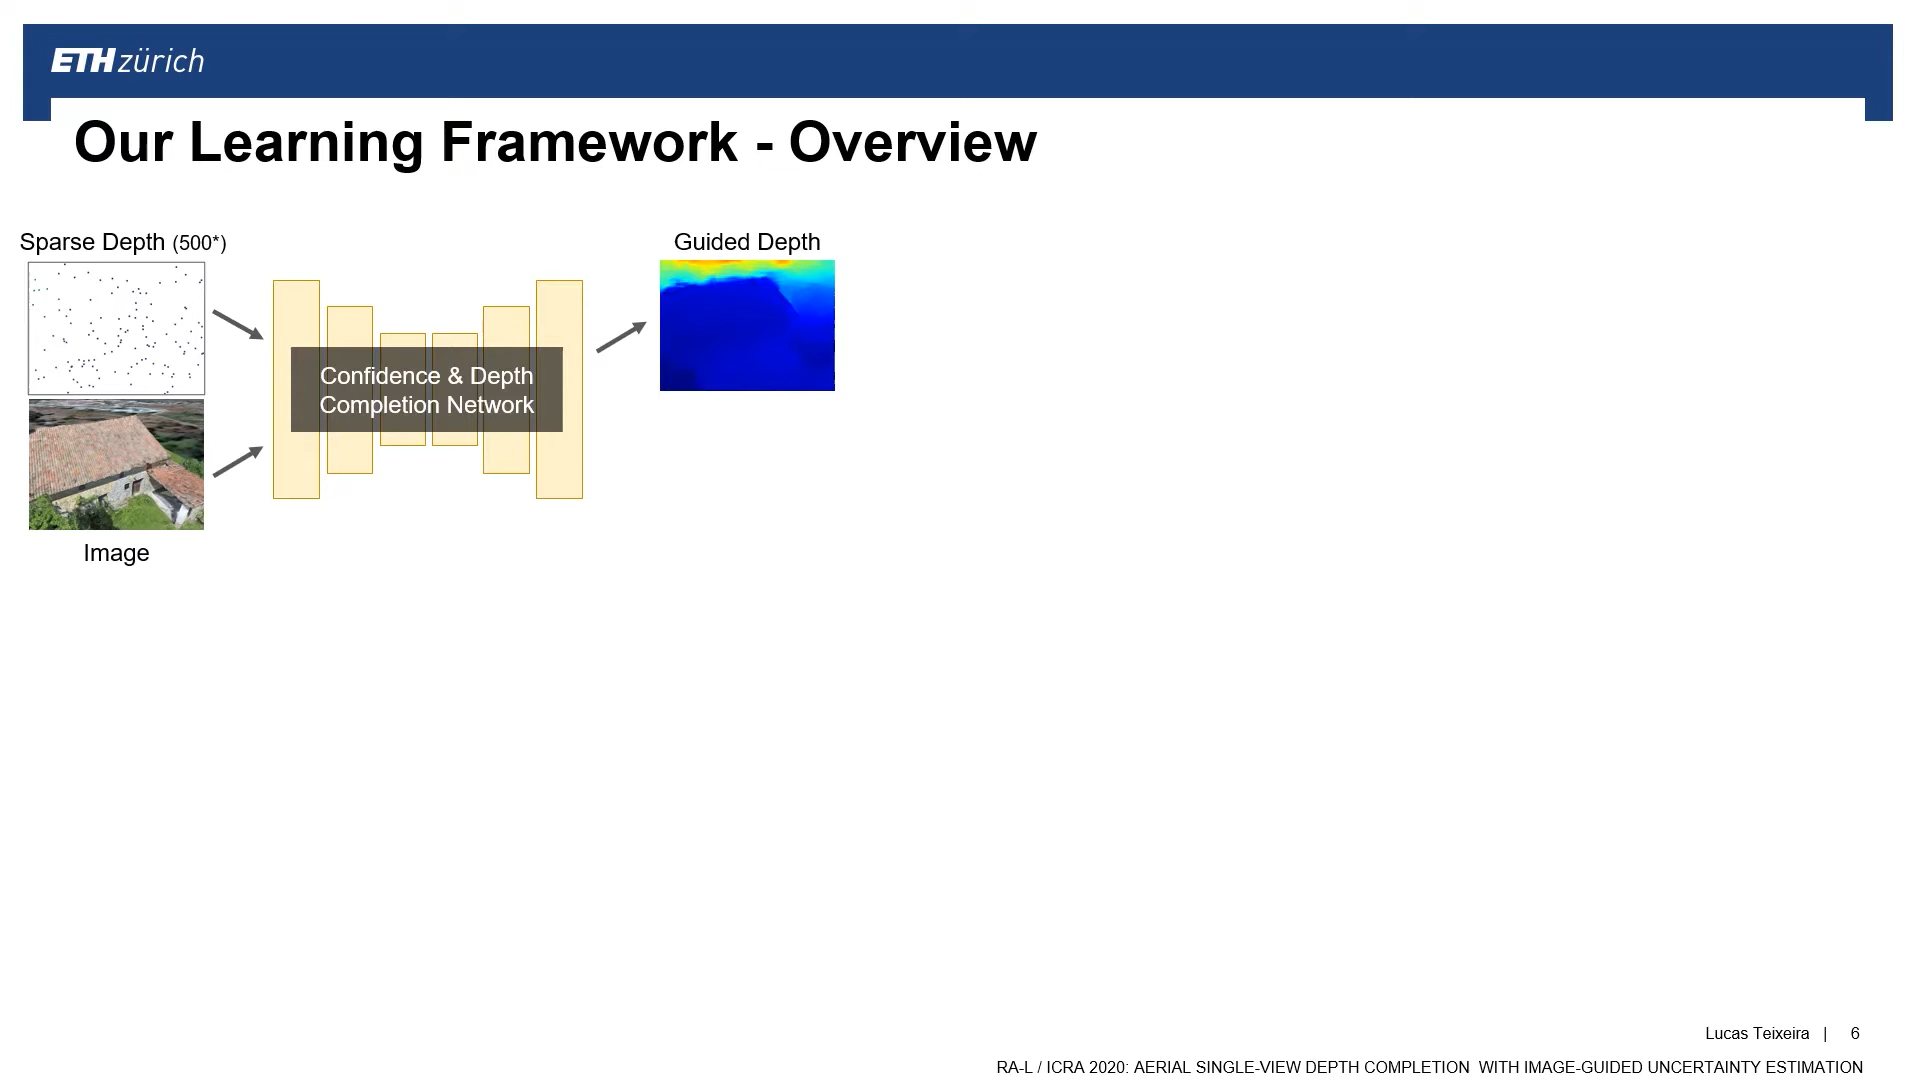 ETH zürich
Our Learning Framework - Overview
Sparse Depth (500*)
Guided Depth
Confidence & Depth
Completion Network
Image
Lucas Teixeira | 6
RA-L / ICRA 2020: AERIAL SINGLE-VIEW DEPTH COMPLETION WITH IMAGE-GUIDED UNCERTAINTY ESTIMATION